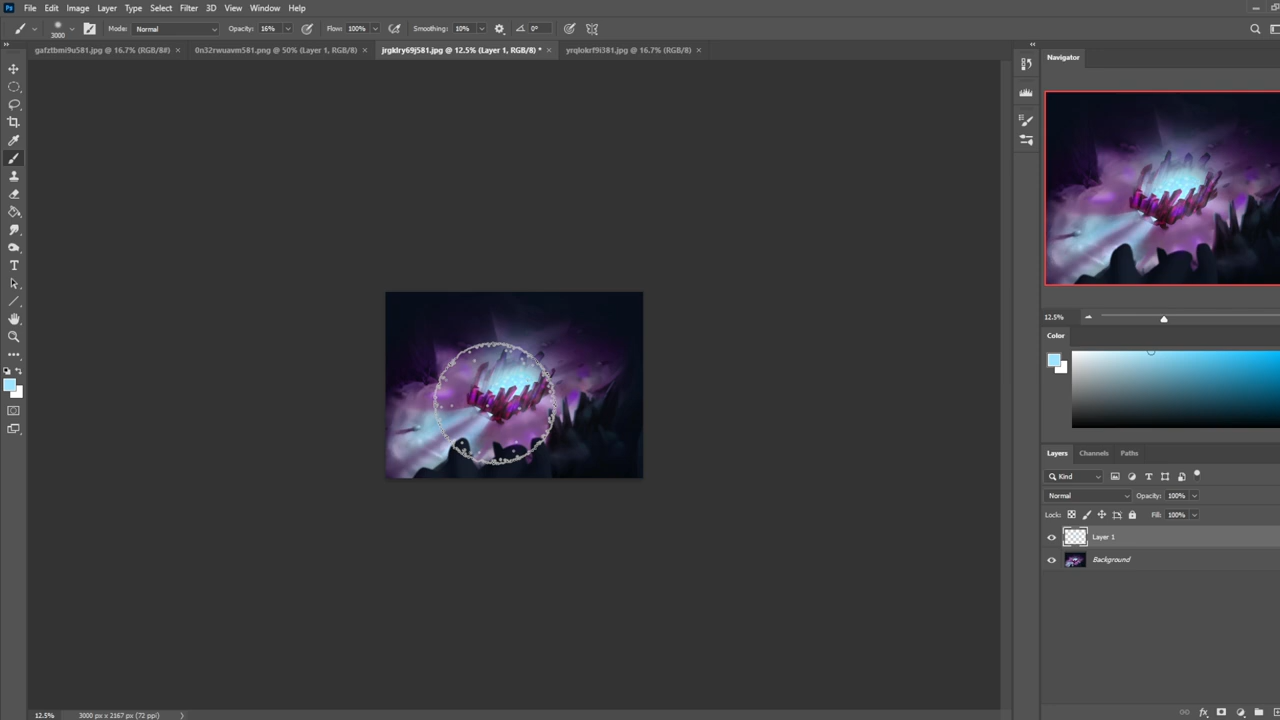 Ps File Edit Image Layer Type Select Filter 3D View Window Help
3000 Mode: Normal Opacity: 16% Flow: 100% Smoothing: 10% 0°
gafztbmi9u581.jpg @ 16.7% (RGB/8#) × 0n32rwuavm581.png @ 50% (Layer 1, RGB/8) × jrgklry69j581.jpg @ 12.5% (Layer 1, RGB/8) * × yrqlokrf9i381.jpg @ 16.7% (RGB/8) ×
Navigator
12.5%
Color
Layers Channels Paths
Kind
Normal Opacity: 100%
Lock: Fill: 100%
Layer 1
Background
12.5% 3000 px x 2167 px (72 ppi)